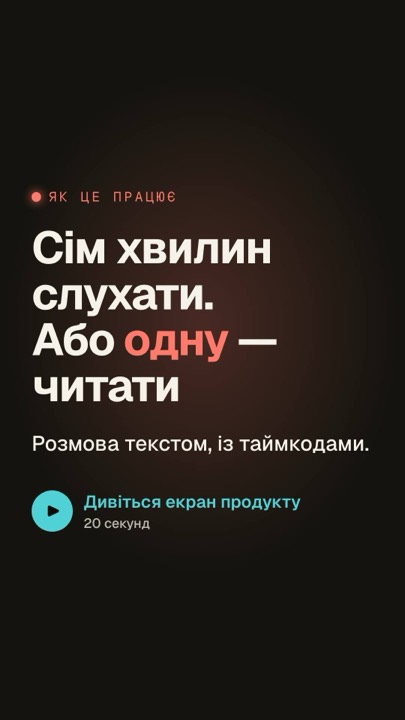 ЯК ЦЕ ПРАЦЮЄ
Сім хвилин
слухати.
Або одну —
читати
Розмова текстом, із таймкодами.
Дивіться екран продукту
20 секунд